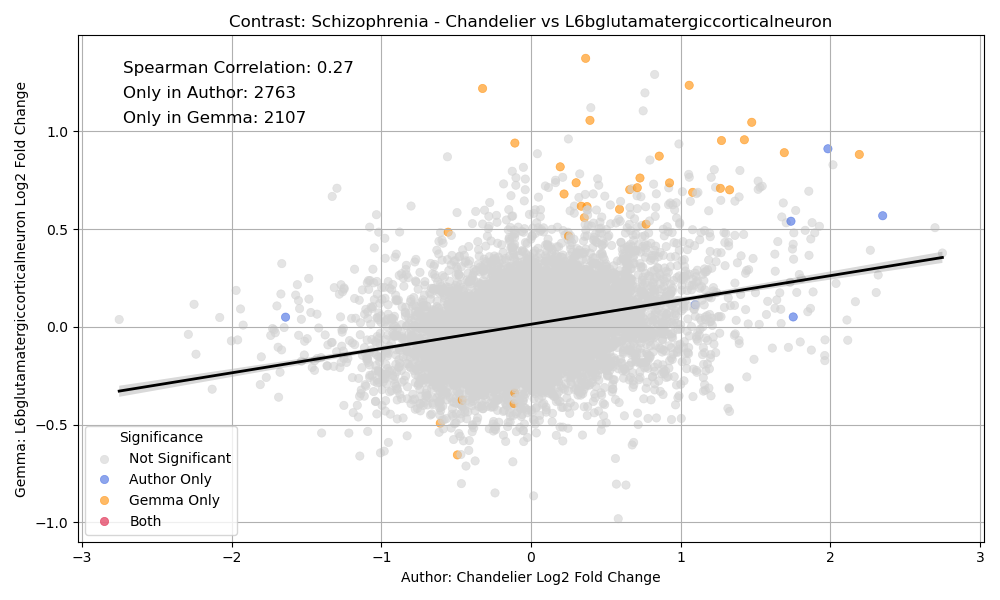 Contrast: Schizophrenia - Chandelier vs L6bglutamatergiccorticalneuron
Spearman Correlation: 0.27
Only in Author: 2763
Only in Gemma: 2107
Gemma: L6bglutamatergiccorticalneuron Log2 Fold Change
1.0
0.5
0.0
−0.5
−1.0
Significance
Not Significant
Author Only
Gemma Only
Both
−3
−2
−1
0
1
2
3
Author: Chandelier Log2 Fold Change